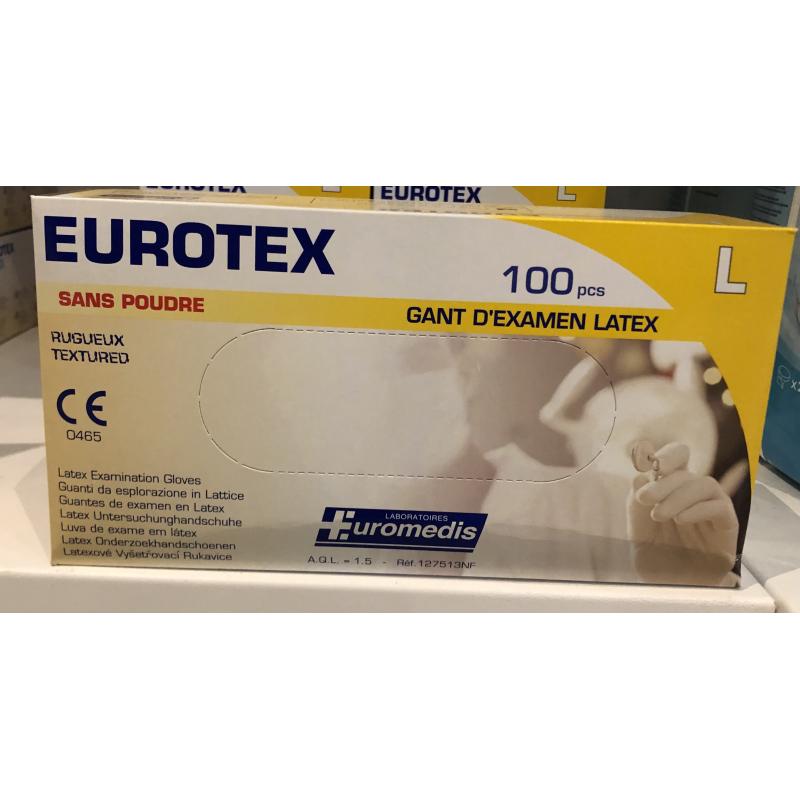 EUROTEX
L
EUROTEX
L
EUROTEX
100 pcs
L
SANS POUDRE
GANT D'EXAMEN LATEX
RUGUEUX
TEXTURED
CE
0465
Latex Examination Gloves
Guanti da esplorazione in Lattice
Guantes de examen en Latex
Latex Untersuchunghandschuhe
Luva de exame em látex
Latex Onderzoekhandschoenen
Latexové Vyšetřovací Rukavice
LABORATOIRES
Euromedis
A.Q.L. = 1.5 - Réf. 127513NF